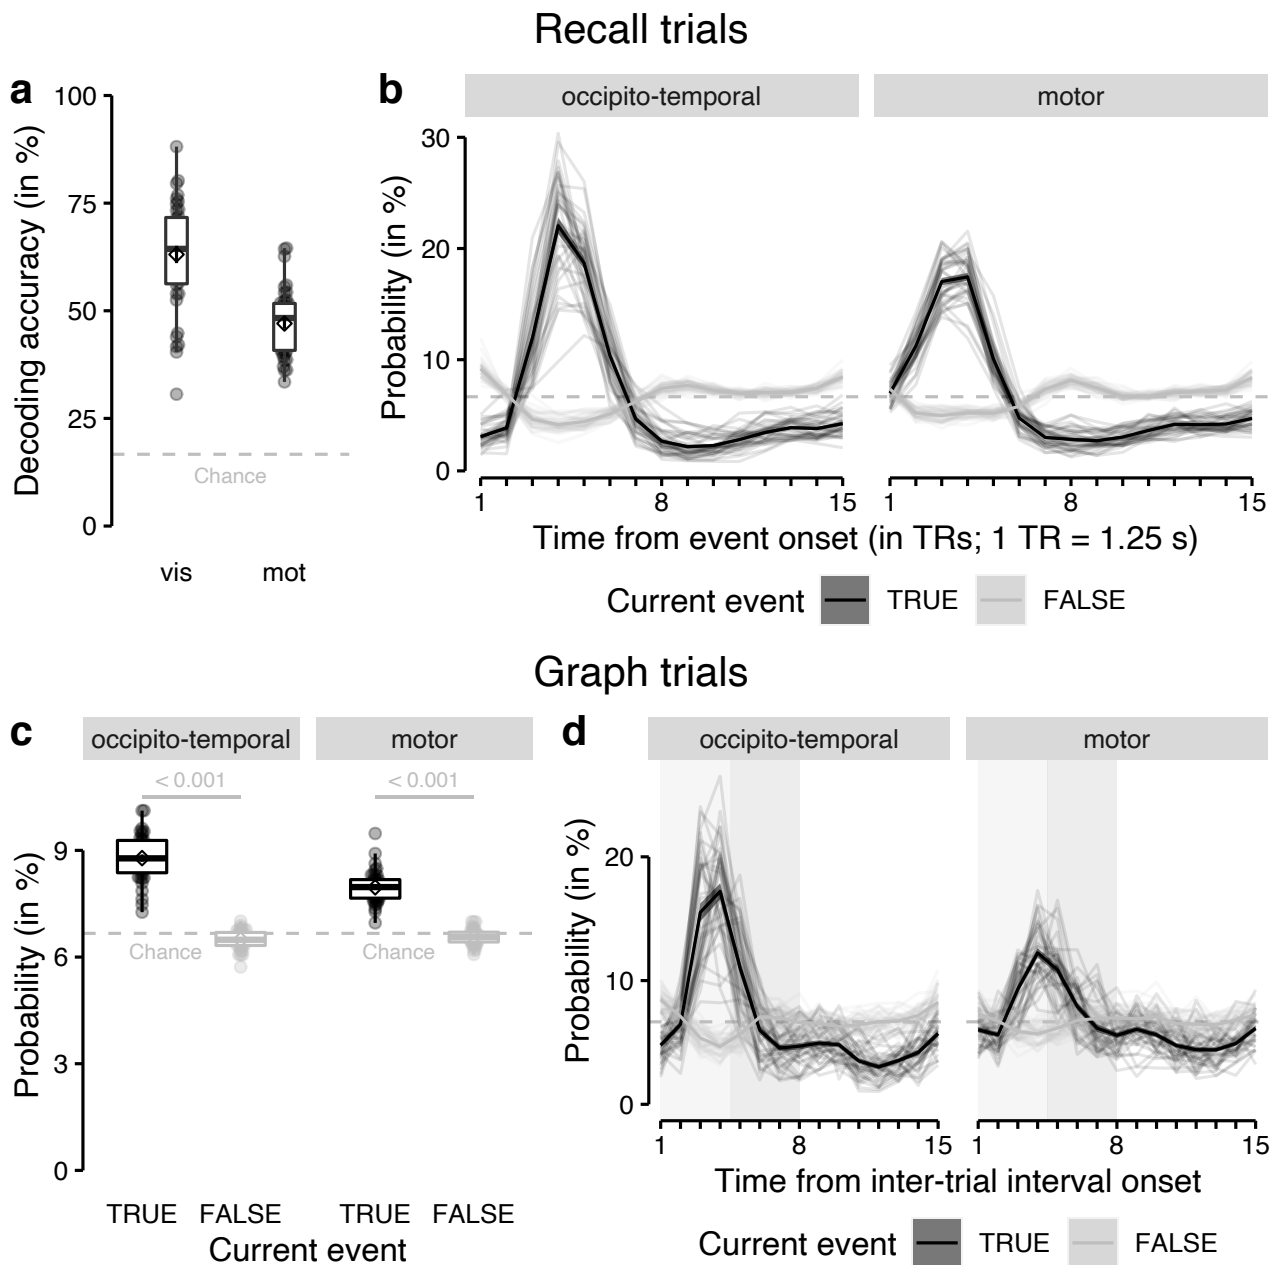 Recall trials
a
100
75
50
25
0
Decoding accuracy (in %)
Chance
vis
mot
b
occipito-temporal
motor
30
20
10
0
Probability (in %)
1
8
15
1
8
15
Time from event onset (in TRs; 1 TR = 1.25 s)
Current event
TRUE
FALSE
Graph trials
c
occipito-temporal
motor
< 0.001
< 0.001
9
6
3
0
Probability (in %)
Chance
Chance
TRUE
FALSE
TRUE
FALSE
Current event
d
occipito-temporal
motor
20
10
0
Probability (in %)
1
8
15
1
8
15
Time from inter-trial interval onset
Current event
TRUE
FALSE